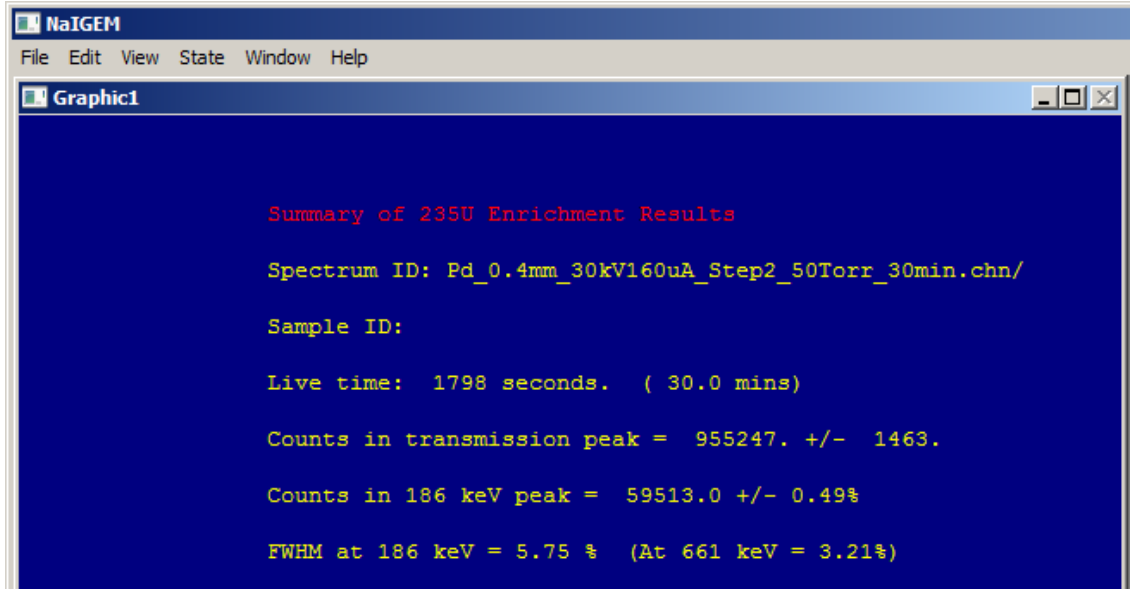 NaIGEM
File Edit View State Window Help
Graphic1
Summary of 235U Enrichment Results
Spectrum ID: Pd_0.4mm_30kV160uA_Step2_50Torr_30min.chn/
Sample ID:
Live time:  1798 seconds.  ( 30.0 mins)
Counts in transmission peak =  955247. +/-  1463.
Counts in 186 keV peak =  59513.0 +/- 0.49%
FWHM at 186 keV = 5.75 %  (At 661 keV = 3.21%)